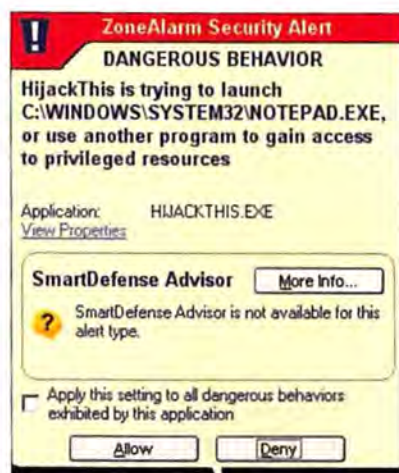 !
ZoneAlarm Security Alert
DANGEROUS BEHAVIOR
HijackThis is trying to launch
C:\WINDOWS\SYSTEM32\NOTEPAD.EXE,
or use another program to gain access
to privileged resources
Application: HIJACKTHIS.EXE
View Properties
SmartDefense Advisor More Info...
? SmartDefense Advisor is not available for this
alert type.
Apply this setting to all dangerous behaviors
exhibited by this application
Allow Deny